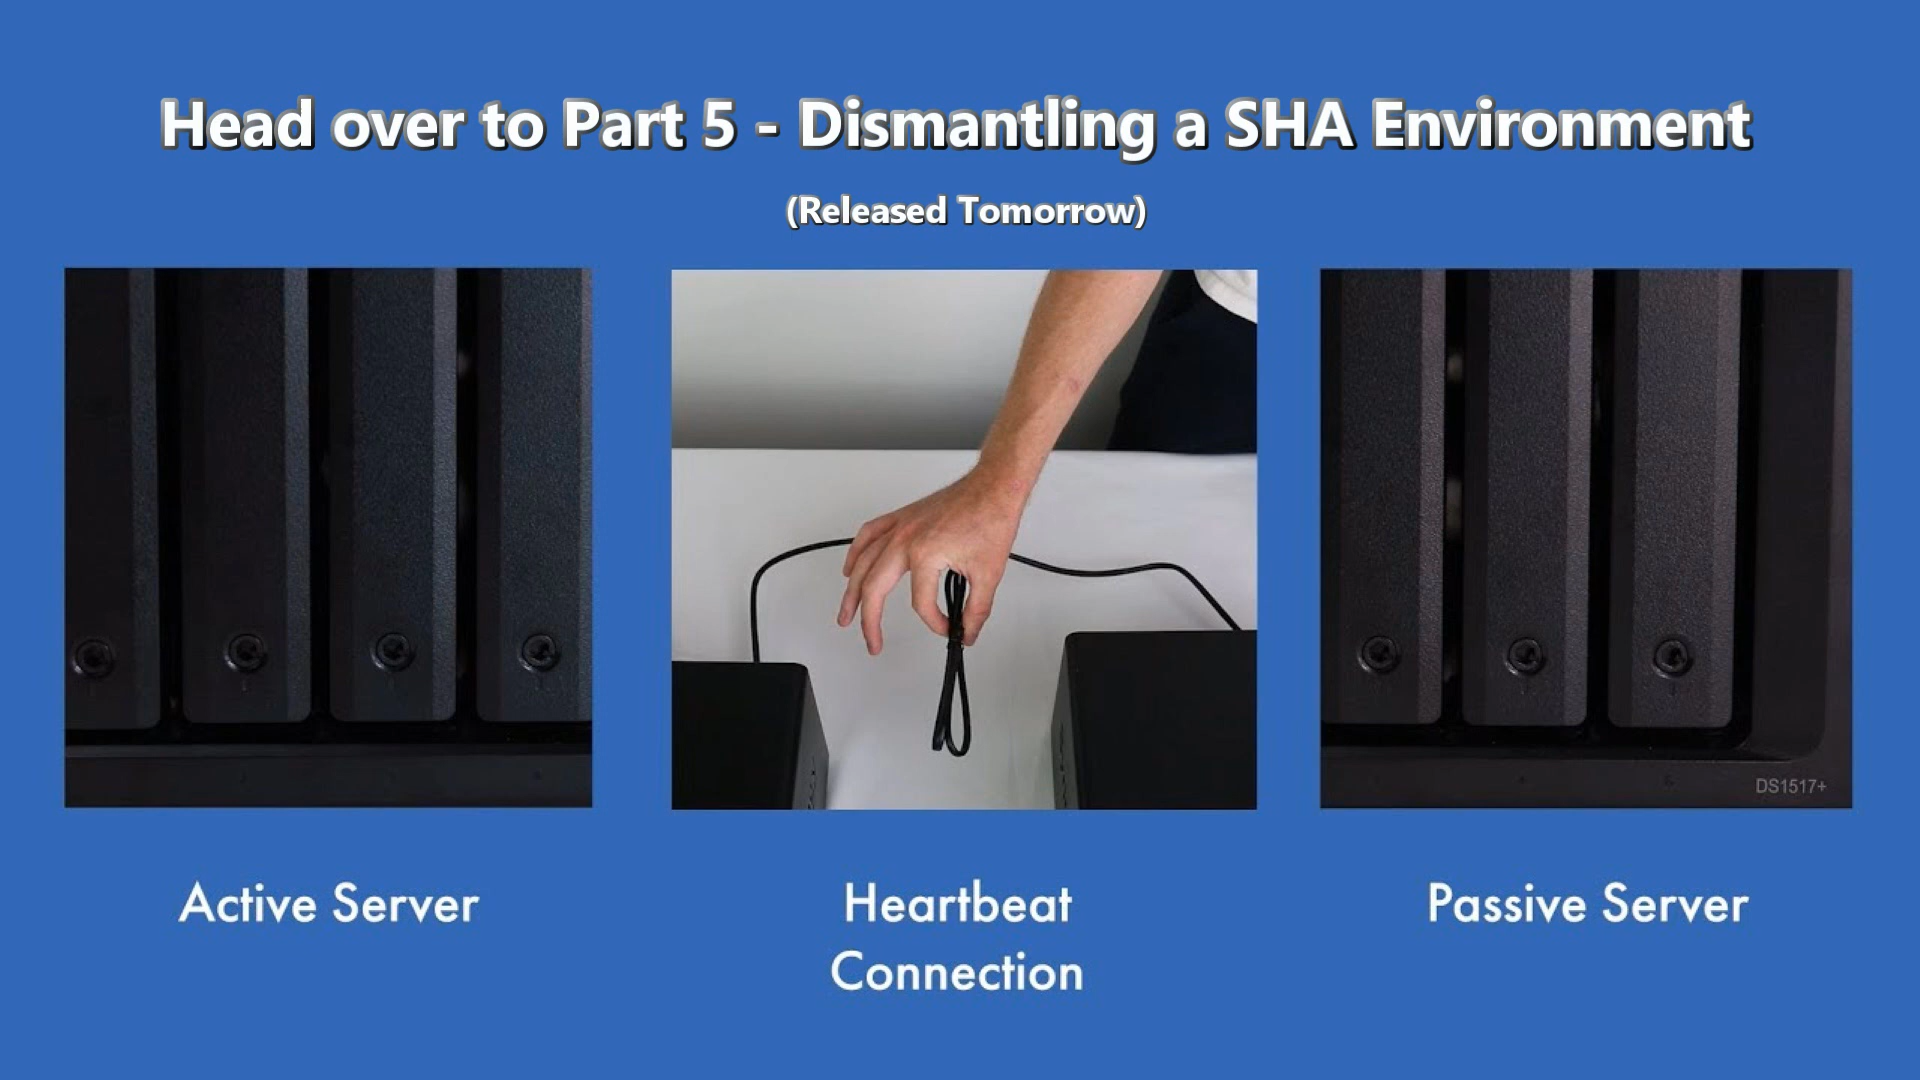 Head over to Part 5 - Dismantling a SHA Environment
(Released Tomorrow)
DS1517+
Active Server
Heartbeat
Connection
Passive Server